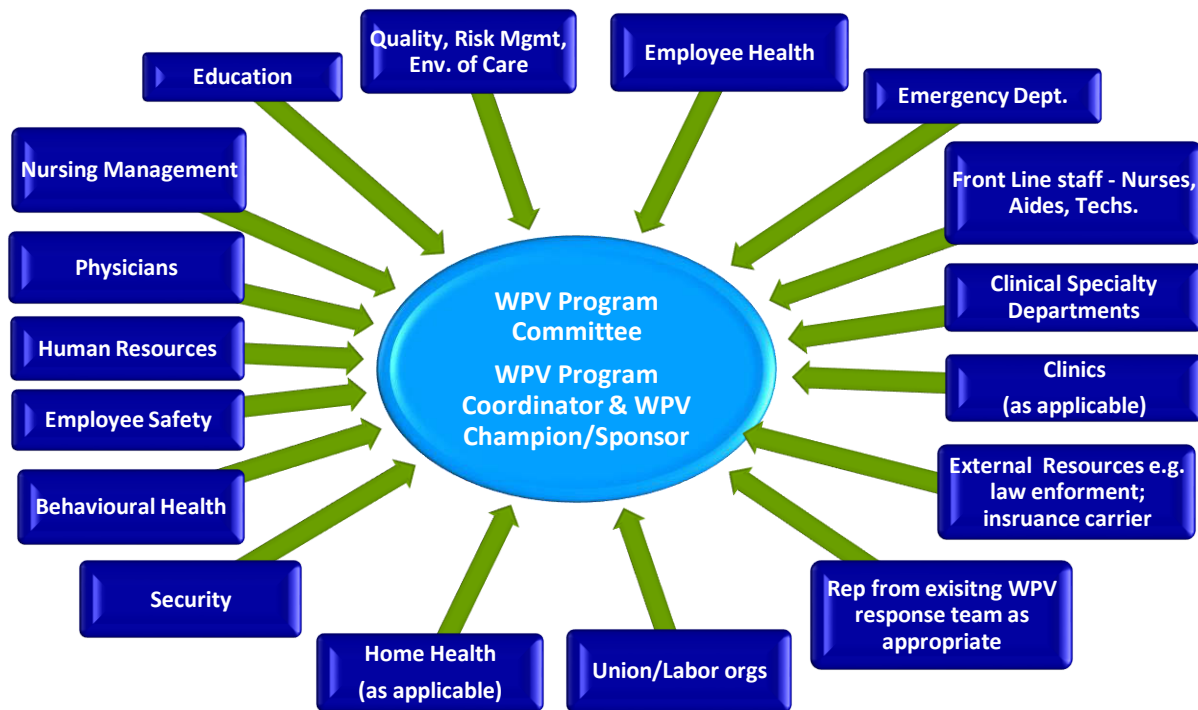 Quality, Risk Mgmt,
Env. of Care
Employee Health
Education
Emergency Dept.
Nursing Management
Front Line staff - Nurses,
Aides, Techs.
Physicians
Clinical Specialty
Departments
Human Resources
Clinics
(as applicable)
Employee Safety
WPV Program
Committee
WPV Program
Coordinator & WPV
Champion/Sponsor
Behavioural Health
External Resources e.g.
law enforment;
insruance carrier
Security
Rep from exisitng WPV
response team as
appropriate
Home Health
(as applicable)
Union/Labor orgs